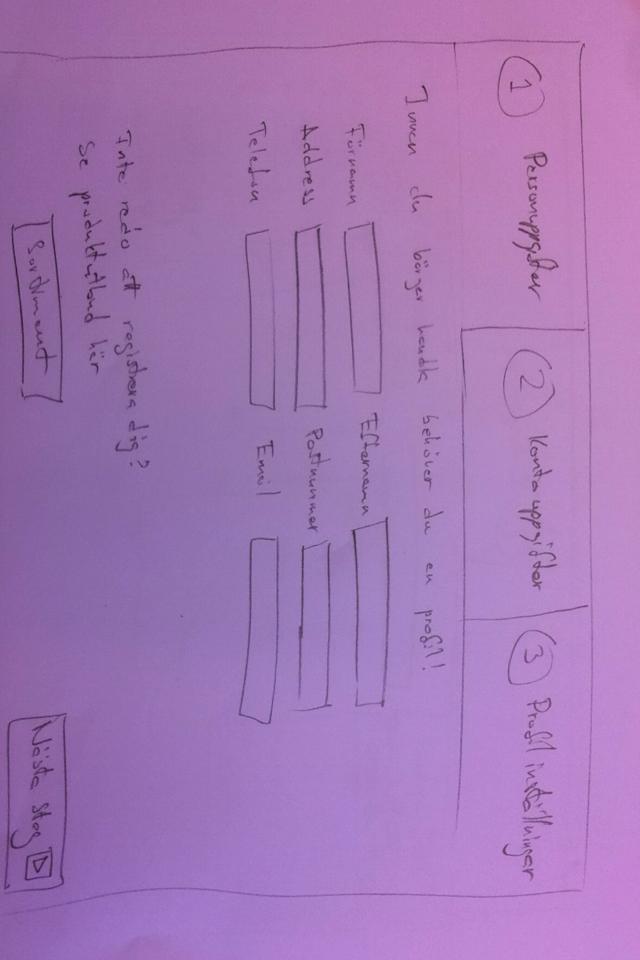 1 Personuppgifter
2 Kontouppgifter
3 Profil inställningar
Innan du börjar handla behöver du en profil!
Förnamn
Efternamn
Address
Postnummer
Telefon
Email
Inte redo att registrera dig?
Se produktutbud här
Sortiment
Nästa steg